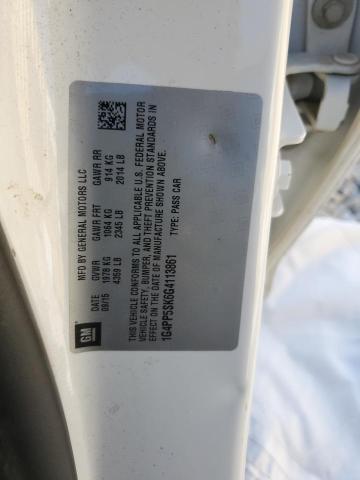 GM
MFD BY GENERAL MOTORS LLC
DATE GVWR GAWR FRT GAWR RR
09/15 1978 KG 1064 KG 914 KG
4359 LB 2345 LB 2014 LB
THIS VEHICLE CONFORMS TO ALL APPLICABLE U.S. FEDERAL MOTOR
VEHICLE SAFETY, BUMPER, AND THEFT PREVENTION STANDARDS IN
EFFECT ON THE DATE OF MANUFACTURE SHOWN ABOVE.
1G4PP5SK6G4113861 TYPE: PASS CAR